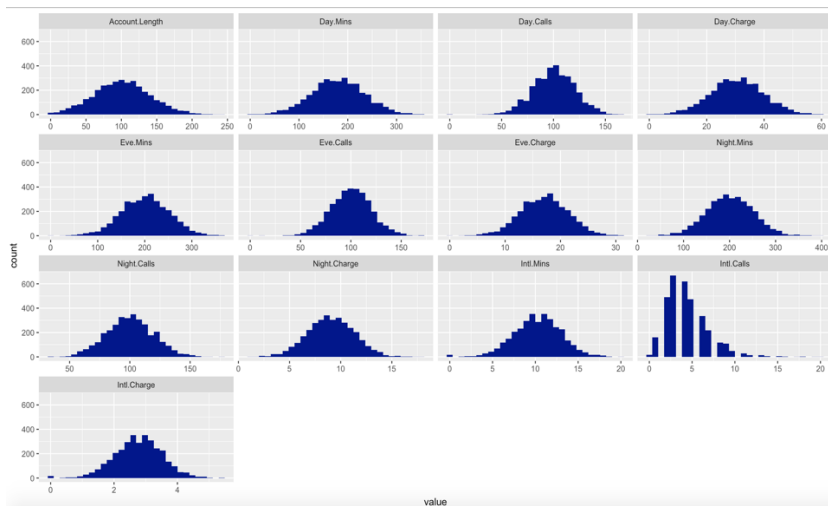 Account.Length Day.Mins Day.Calls Day.Charge
600
400
200
0
0 50 100 150 200 250 0 100 200 300 0 50 100 150 0 20 40 60
Eve.Mins Eve.Calls Eve.Charge Night.Mins
600
400
200
0
0 100 200 300 0 50 100 150 0 10 20 30 0 100 200 300 400
Night.Calls Night.Charge Intl.Mins Intl.Calls
600
400
200
0
50 100 150 0 5 10 15 0 5 10 15 20 0 5 10 15 20
Intl.Charge
600
400
200
0
0 2 4
count
value